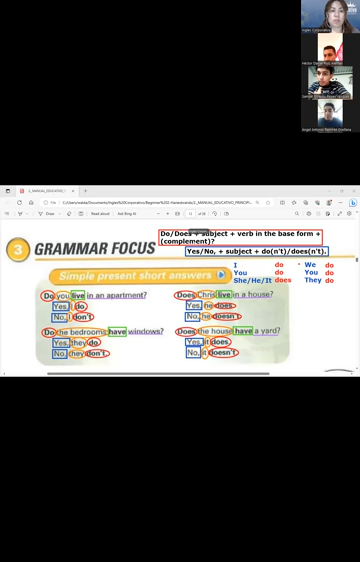 Do/Does + subject + verb in the base form +
(complement)?
3 GRAMMAR FOCUS
Yes/No, + subject + do(n't)/does(n't).
Simple present short answers
I do We do
You do You do
She/He/It does They do
Do you live in an apartment?
Yes, I do.
No, I don't.
Do the bedrooms have windows?
Yes, they do.
No, they don't.
Does Chris live in a house?
Yes, he does.
No, he doesn't.
Does the house have a yard?
Yes, it does.
No, it doesn't.